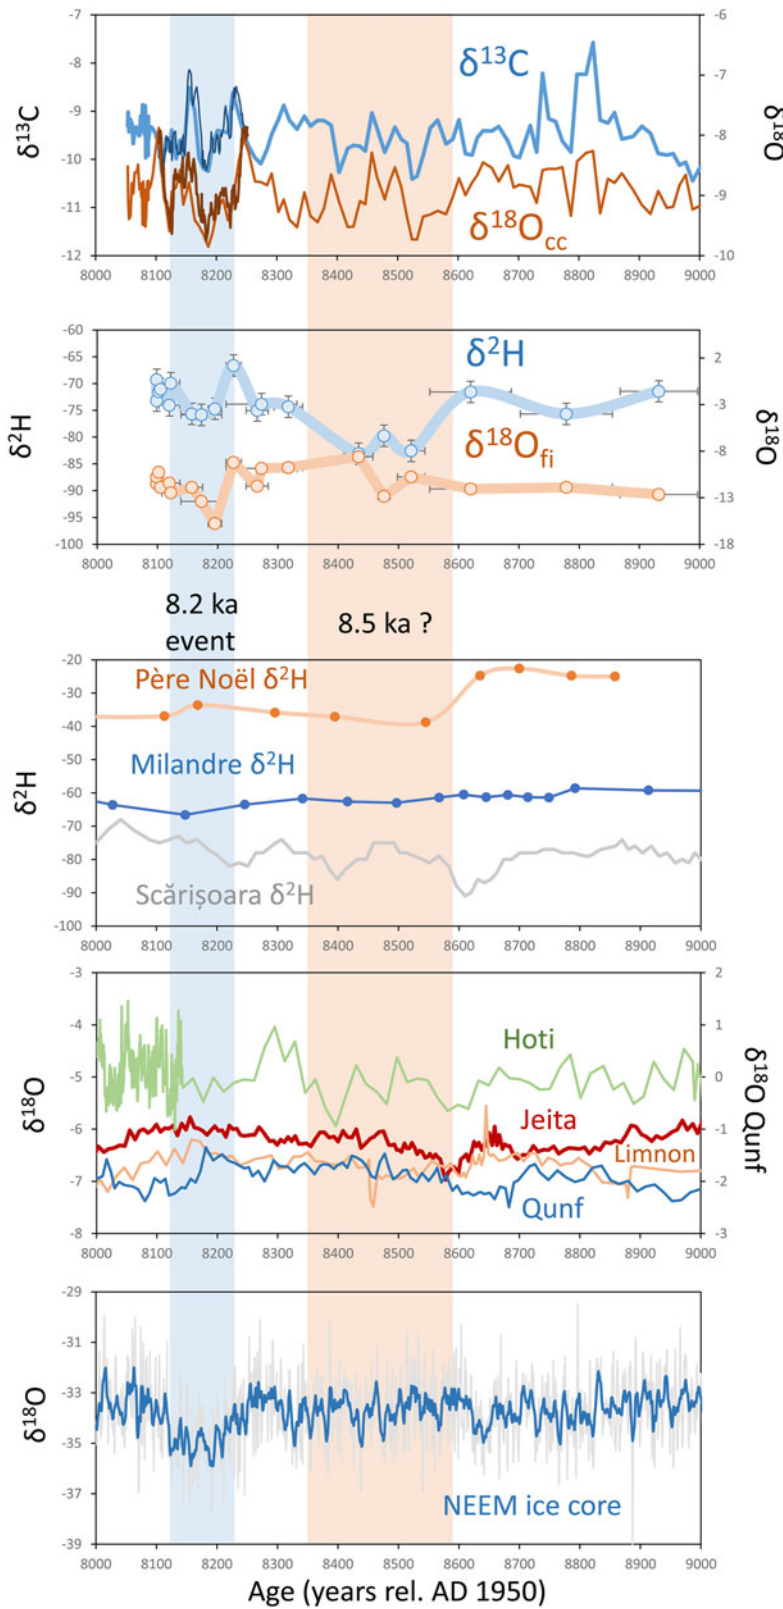 -7
-8
-9
-10
-11
-12
δ¹³C
δ¹³C
δ¹⁸O_cc
-6
-7
-8
-9
-10
δ¹⁸O
8000 8100 8200 8300 8400 8500 8600 8700 8800 8900 9000
-60
-65
-70
-75
-80
-85
-90
-95
-100
δ²H
δ²H
δ¹⁸O_fi
2
-3
-8
-13
-18
δ¹⁸O
8000 8100 8200 8300 8400 8500 8600 8700 8800 8900 9000
8.2 ka
event
8.5 ka ?
-20
-30
-40
-50
-60
-70
-80
-90
-100
δ²H
Père Noël δ²H
Milandre δ²H
Scărișoara δ²H
8000 8100 8200 8300 8400 8500 8600 8700 8800 8900 9000
-3
-4
-5
-6
-7
-8
δ¹⁸O
Hoti
Jeita
Limnon
Qunf
2
1
0
-1
-2
-3
δ¹⁸O Qunf
8000 8100 8200 8300 8400 8500 8600 8700 8800 8900 9000
-29
-31
-33
-35
-37
-39
δ¹⁸O
NEEM ice core
8000 8100 8200 8300 8400 8500 8600 8700 8800 8900 9000
Age (years rel. AD 1950)